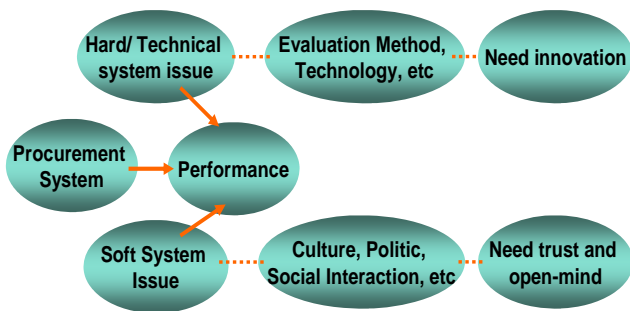 Hard/ Technical
system issue
Evaluation Method,
Technology, etc
Need innovation
Procurement
System
Performance
Soft System
Issue
Culture, Politic,
Social Interaction, etc
Need trust and
open-mind